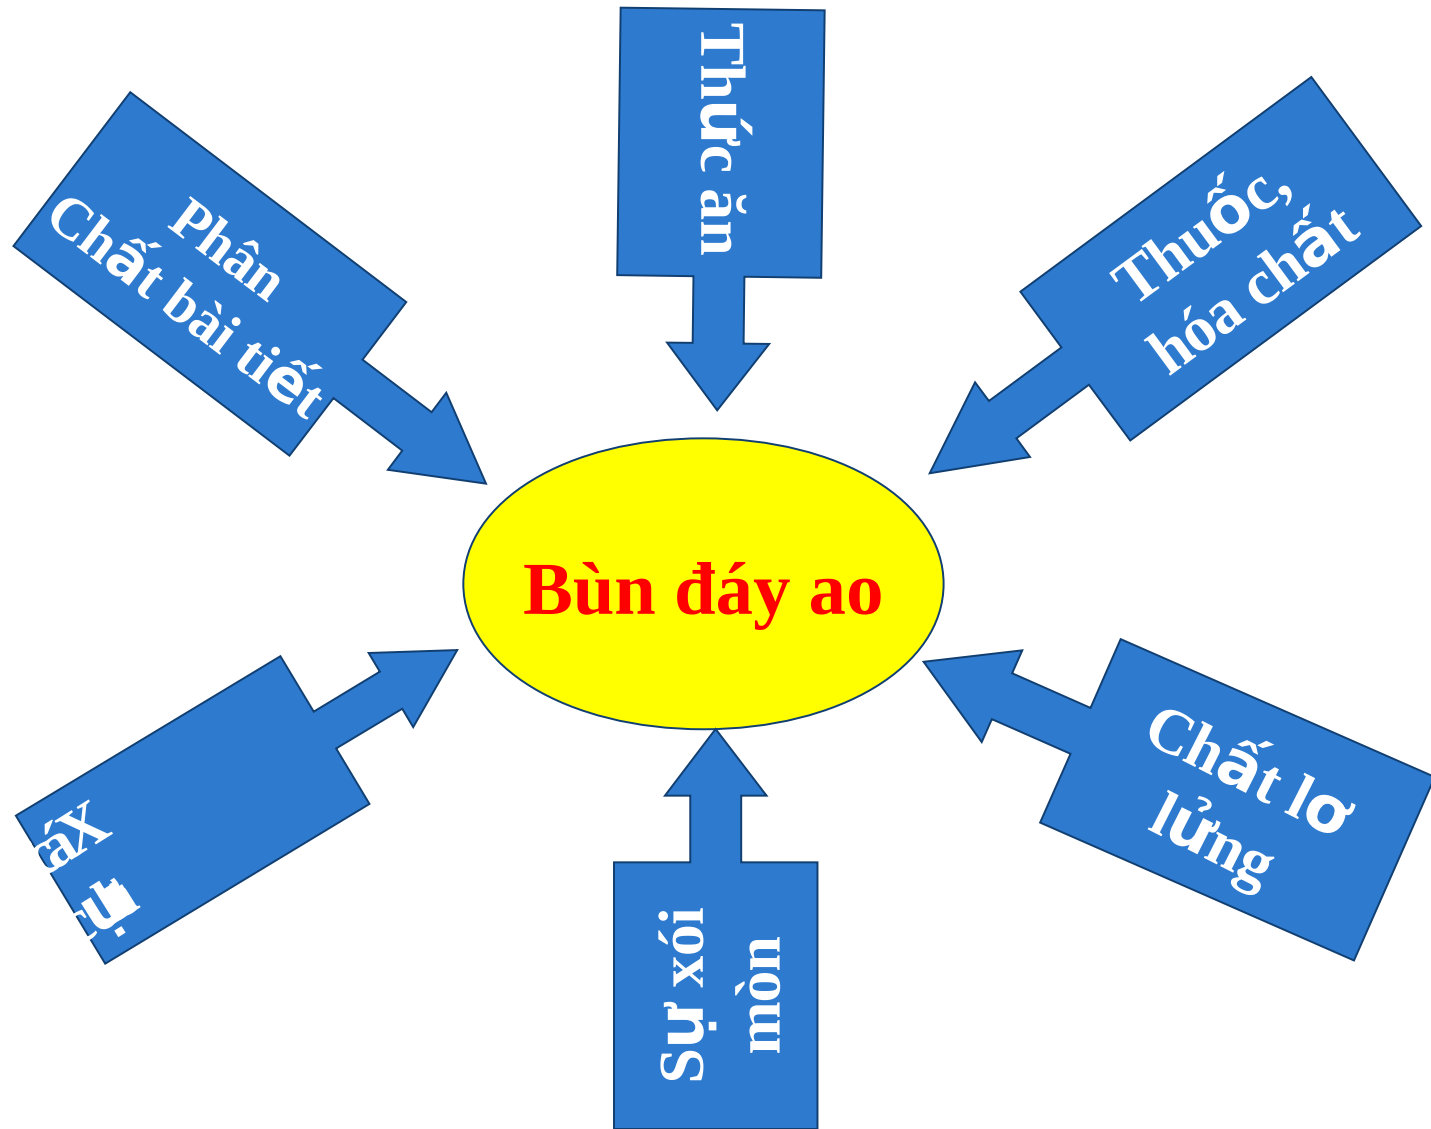 Thức ăn
Phân
Chất bài tiết
Thuốc,
hóa chất
Bùn đáy ao
Chất lơ
lửng
Sự xói
mòn